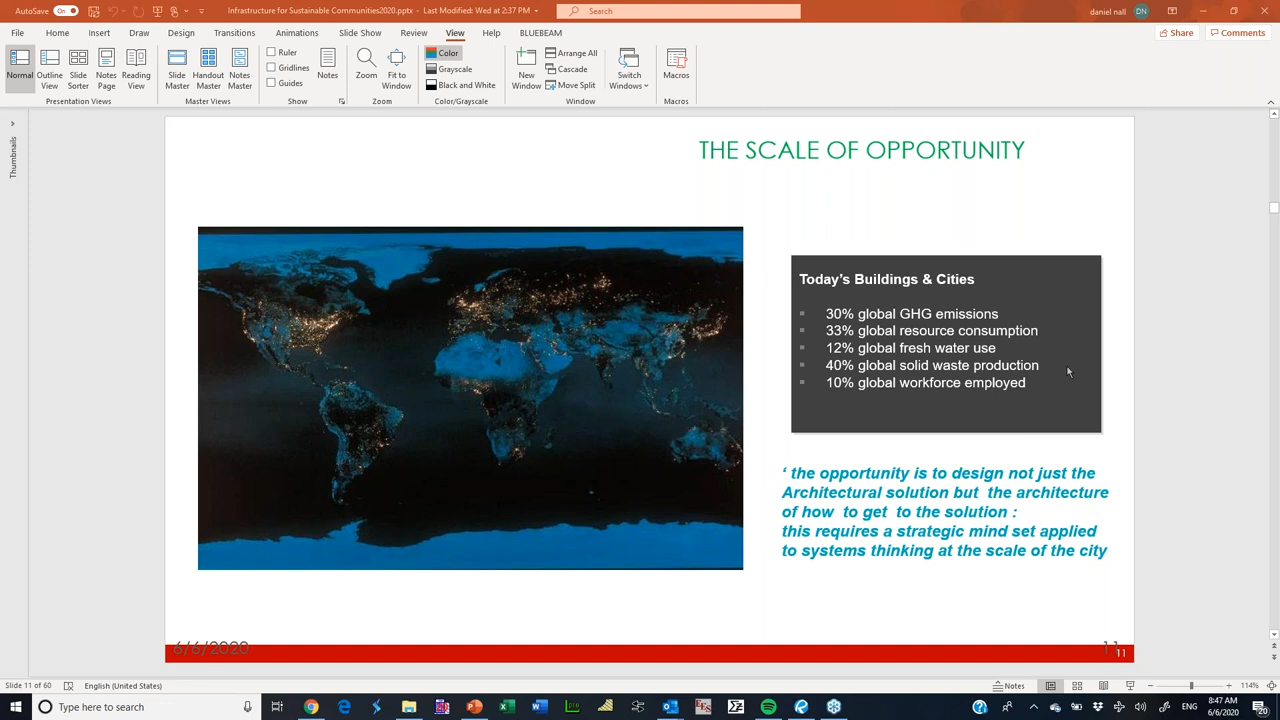 AutoSave On
Infrastructure for Sustainable Communities2020.pptx - Last Modified: Wed at 2:37 PM
Search
daniel nall DN
File Home Insert Draw Design Transitions Animations Slide Show Review View Help BLUEBEAM
Share Comments
Normal
Outline View
Slide Sorter
Notes Page
Reading View
Presentation Views
Slide Master
Handout Master
Notes Master
Master Views
Ruler
Gridlines
Guides
Show
Notes
Zoom
Fit to Window
Zoom
Color
Grayscale
Black and White
Color/Grayscale
New Window
Arrange All
Cascade
Move Split
Window
Switch Windows
Macros
Macros
Thumbnails
THE SCALE OF OPPORTUNITY
Today's Buildings & Cities
▪ 30% global GHG emissions
▪ 33% global resource consumption
▪ 12% global fresh water use
▪ 40% global solid waste production
▪ 10% global workforce employed
‘ the opportunity is to design not just the
Architectural solution but the architecture
of how to get to the solution :
this requires a strategic mind set applied
to systems thinking at the scale of the city
6/6/2020
11
11
Slide 11 of 60
English (United States)
Notes
114%
Type here to search
ENG
8:47 AM
6/6/2020
20